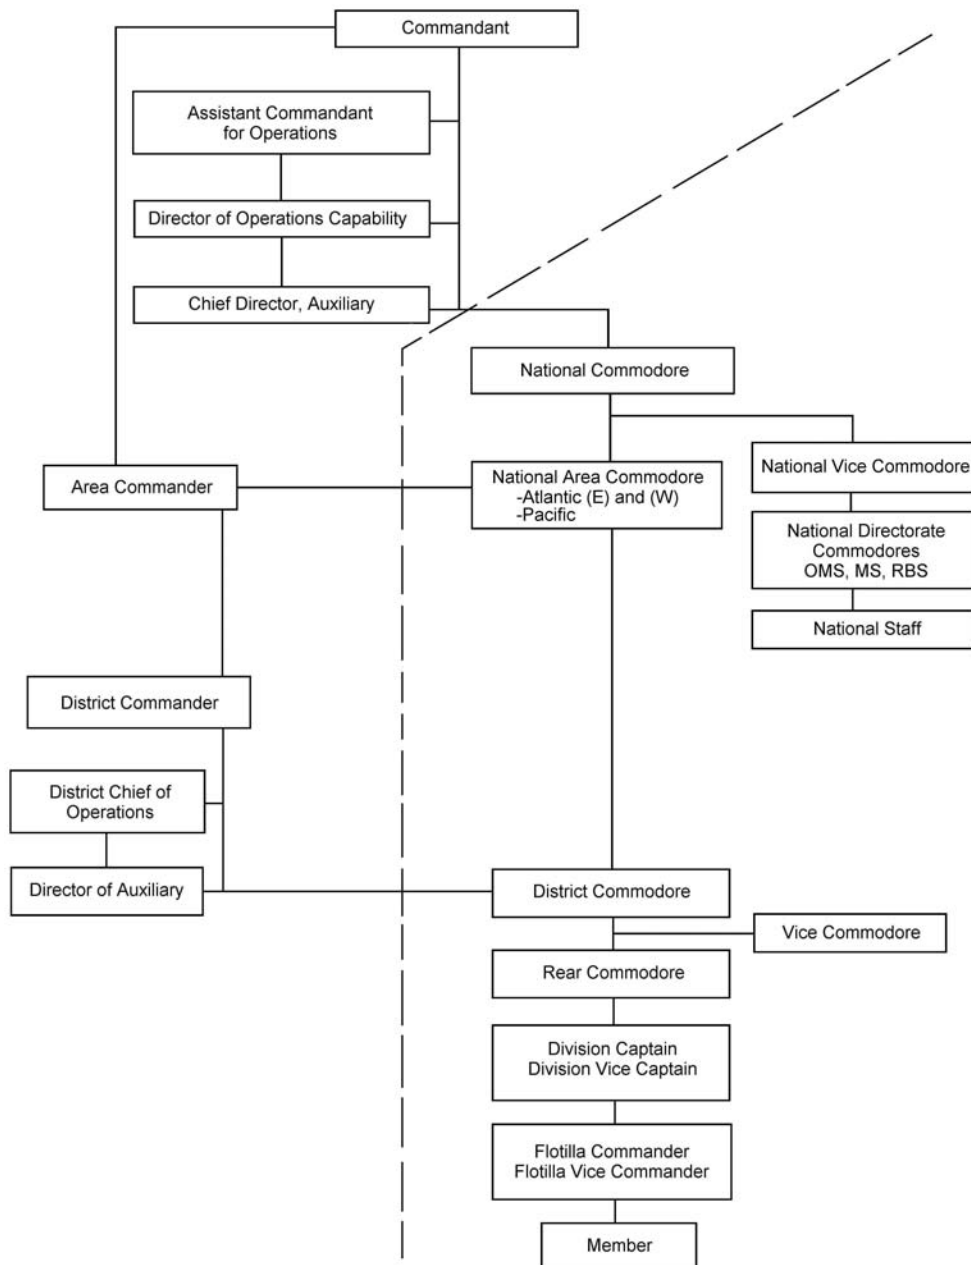 Commandant
Assistant Commandant
for Operations
Director of Operations Capability
Chief Director, Auxiliary
National Commodore
National Vice Commodore
Area Commander
National Area Commodore
-Atlantic (E) and (W)
-Pacific
National Directorate
Commodores
OMS, MS, RBS
National Staff
District Commander
District Chief of
Operations
Director of Auxiliary
District Commodore
Vice Commodore
Rear Commodore
Division Captain
Division Vice Captain
Flotilla Commander
Flotilla Vice Commander
Member